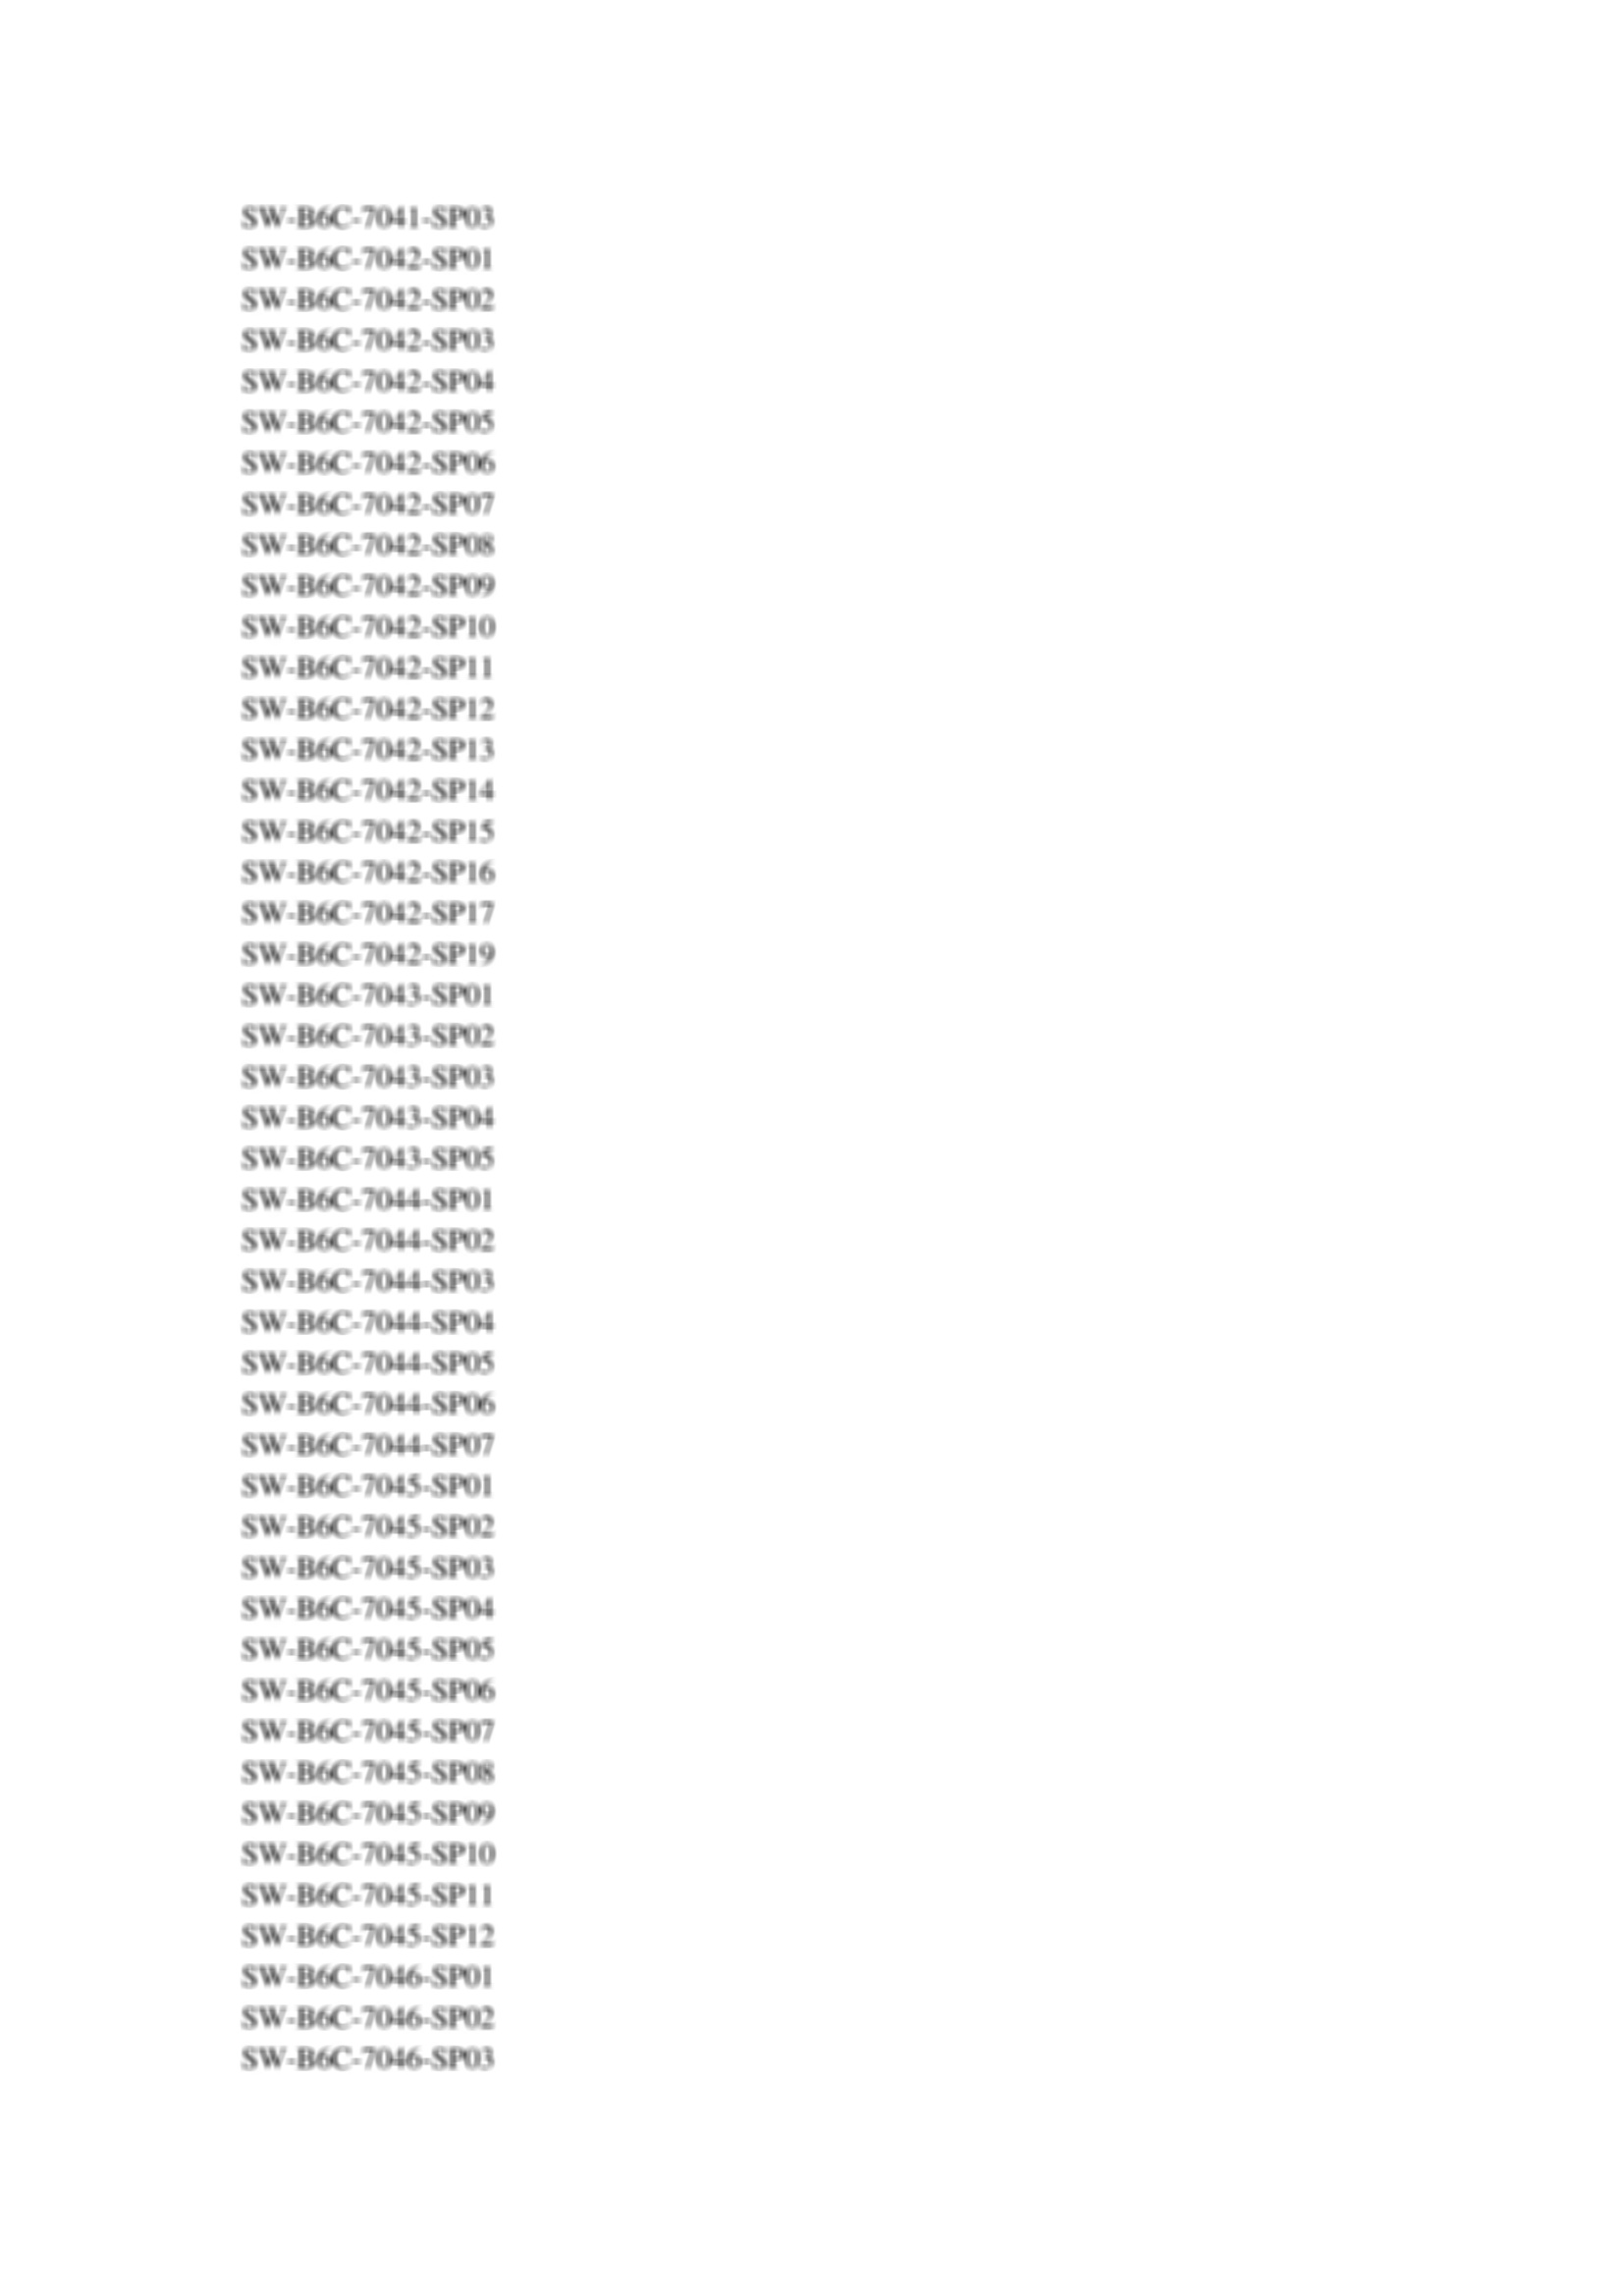 SW-B6C-7041-SP03
SW-B6C-7042-SP01
SW-B6C-7042-SP02
SW-B6C-7042-SP03
SW-B6C-7042-SP04
SW-B6C-7042-SP05
SW-B6C-7042-SP06
SW-B6C-7042-SP07
SW-B6C-7042-SP08
SW-B6C-7042-SP09
SW-B6C-7042-SP10
SW-B6C-7042-SP11
SW-B6C-7042-SP12
SW-B6C-7042-SP13
SW-B6C-7042-SP14
SW-B6C-7042-SP15
SW-B6C-7042-SP16
SW-B6C-7042-SP17
SW-B6C-7042-SP19
SW-B6C-7043-SP01
SW-B6C-7043-SP02
SW-B6C-7043-SP03
SW-B6C-7043-SP04
SW-B6C-7043-SP05
SW-B6C-7044-SP01
SW-B6C-7044-SP02
SW-B6C-7044-SP03
SW-B6C-7044-SP04
SW-B6C-7044-SP05
SW-B6C-7044-SP06
SW-B6C-7044-SP07
SW-B6C-7045-SP01
SW-B6C-7045-SP02
SW-B6C-7045-SP03
SW-B6C-7045-SP04
SW-B6C-7045-SP05
SW-B6C-7045-SP06
SW-B6C-7045-SP07
SW-B6C-7045-SP08
SW-B6C-7045-SP09
SW-B6C-7045-SP10
SW-B6C-7045-SP11
SW-B6C-7045-SP12
SW-B6C-7046-SP01
SW-B6C-7046-SP02
SW-B6C-7046-SP03